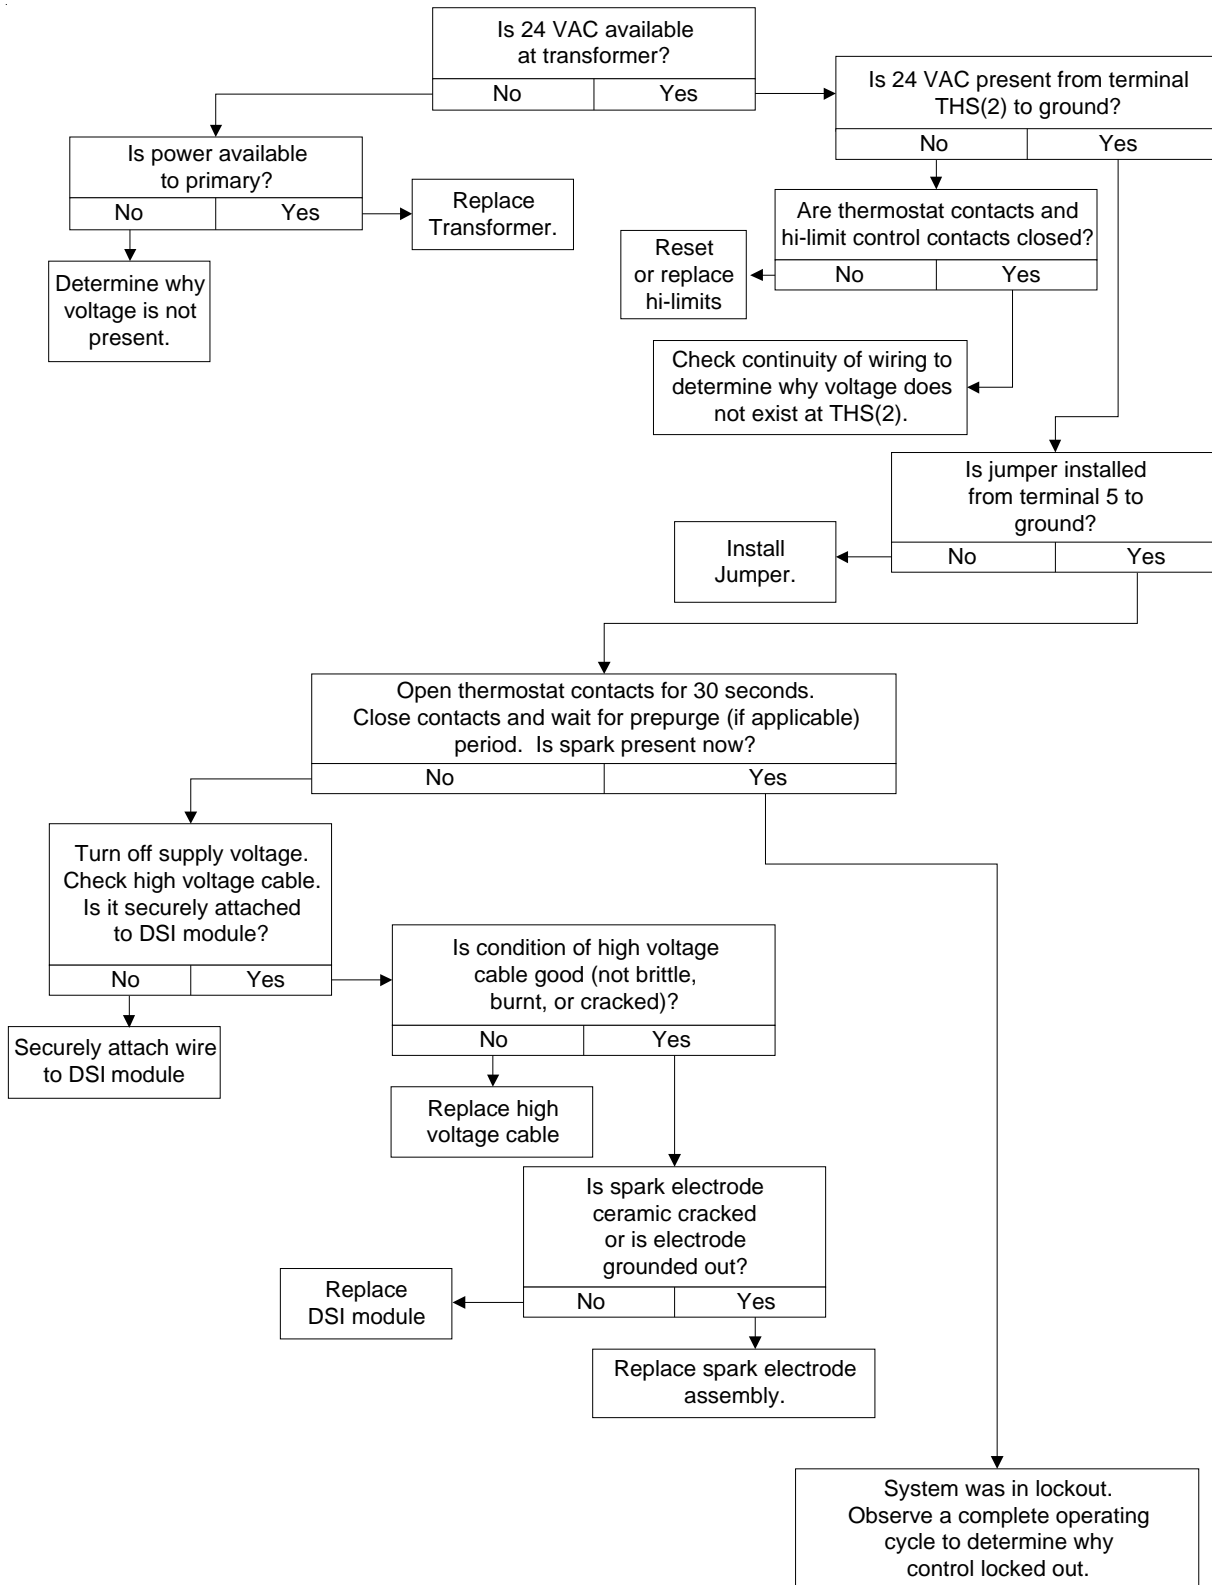 Is 24 VAC available
at transformer?
No
Yes
Is 24 VAC present from terminal
THS(2) to ground?
No
Yes
Is power available
to primary?
No
Yes
Replace
Transformer.
Determine why
voltage is not
present.
Are thermostat contacts and
hi-limit control contacts closed?
No
Yes
Reset
or replace
hi-limits
Check continuity of wiring to
determine why voltage does
not exist at THS(2).
Is jumper installed
from terminal 5 to
ground?
No
Yes
Install
Jumper.
Open thermostat contacts for 30 seconds.
Close contacts and wait for prepurge (if applicable)
period. Is spark present now?
No
Yes
Turn off supply voltage.
Check high voltage cable.
Is it securely attached
to DSI module?
No
Yes
Securely attach wire
to DSI module
Is condition of high voltage
cable good (not brittle,
burnt, or cracked)?
No
Yes
Replace high
voltage cable
Is spark electrode
ceramic cracked
or is electrode
grounded out?
No
Yes
Replace
DSI module
Replace spark electrode
assembly.
System was in lockout.
Observe a complete operating
cycle to determine why
control locked out.